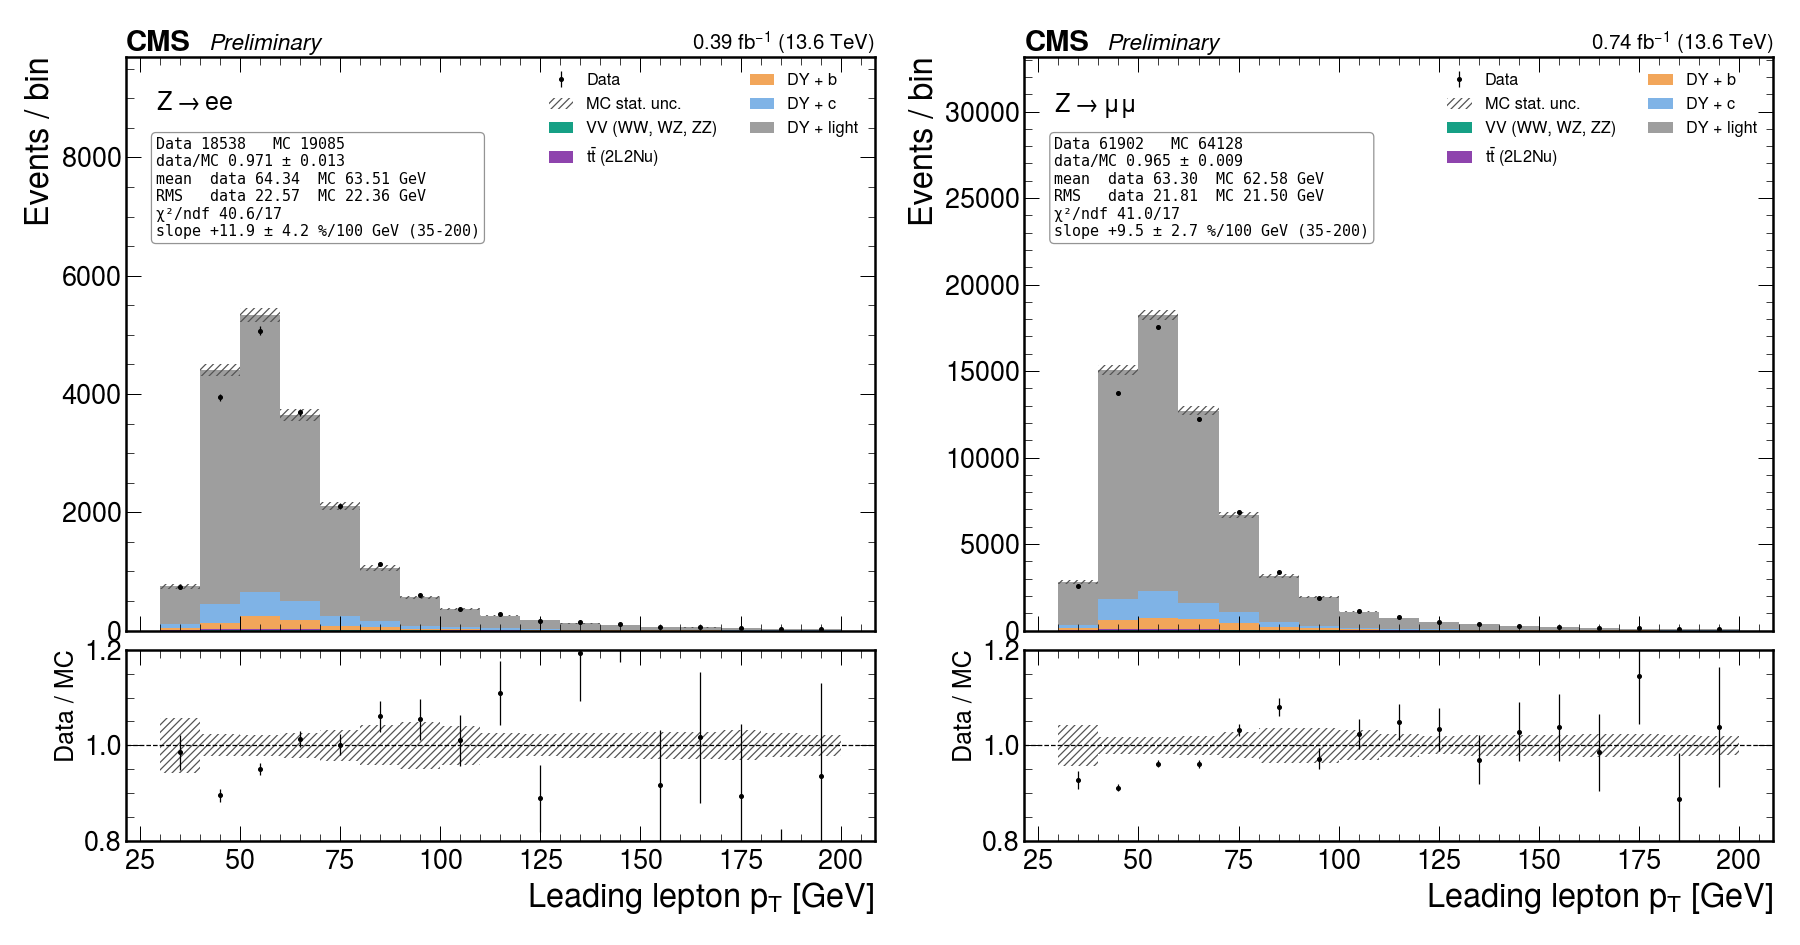 CMS Preliminary 0.39 fb⁻¹ (13.6 TeV)
Events / bin
Z → ee
Data
MC stat. unc.
VV (WW, WZ, ZZ)
tt̄ (2L2Nu)
DY + b
DY + c
DY + light
Data 18538 MC 19085
data/MC 0.971 ± 0.013
mean data 64.34 MC 63.51 GeV
RMS data 22.57 MC 22.36 GeV
χ²/ndf 40.6/17
slope +11.9 ± 4.2 %/100 GeV (35-200)
8000
6000
4000
2000
0
Data / MC
1.2
1.0
0.8
25 50 75 100 125 150 175 200
Leading lepton p_T [GeV]
CMS Preliminary 0.74 fb⁻¹ (13.6 TeV)
Events / bin
Z → μμ
Data
MC stat. unc.
VV (WW, WZ, ZZ)
tt̄ (2L2Nu)
DY + b
DY + c
DY + light
Data 61902 MC 64128
data/MC 0.965 ± 0.009
mean data 63.30 MC 62.58 GeV
RMS data 21.81 MC 21.50 GeV
χ²/ndf 41.0/17
slope +9.5 ± 2.7 %/100 GeV (35-200)
30000
25000
20000
15000
10000
5000
0
Data / MC
1.2
1.0
0.8
25 50 75 100 125 150 175 200
Leading lepton p_T [GeV]